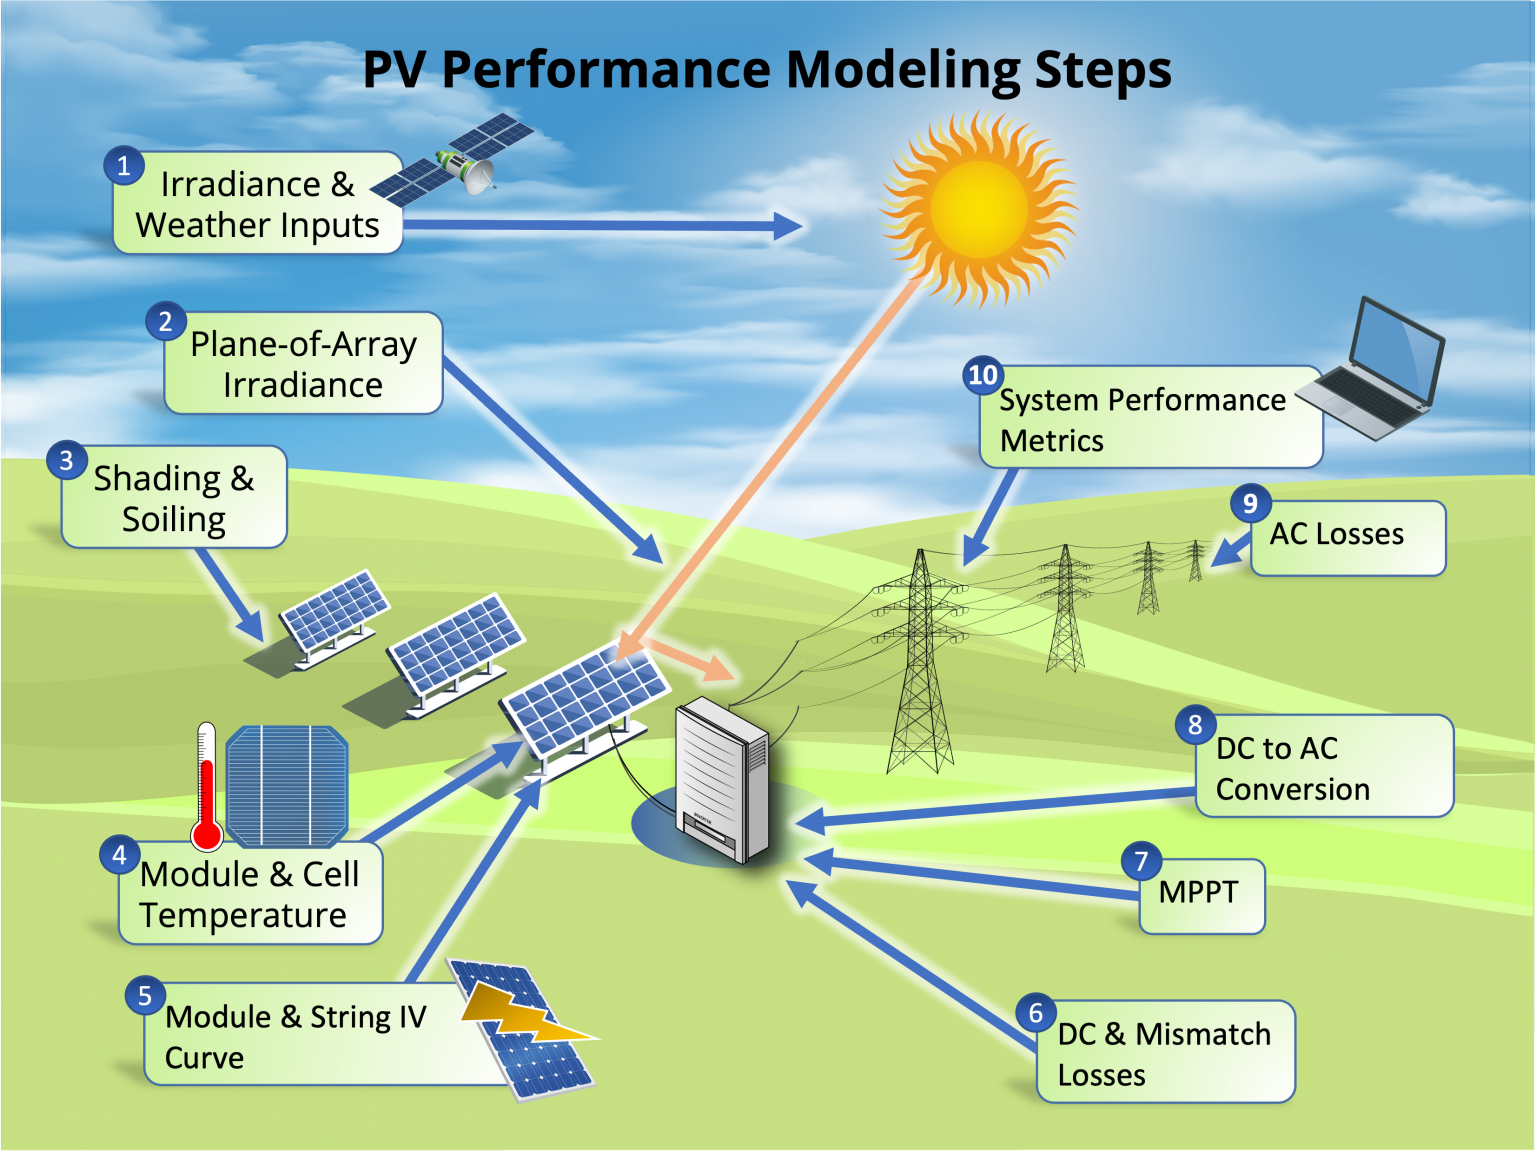 PV Performance Modeling Steps
1
Irradiance &
Weather Inputs
2
Plane-of-Array
Irradiance
3
Shading &
Soiling
4
Module & Cell
Temperature
5
Module & String IV
Curve
6
DC & Mismatch
Losses
7
MPPT
8
DC to AC
Conversion
9
AC Losses
10
System Performance
Metrics
INVERTER